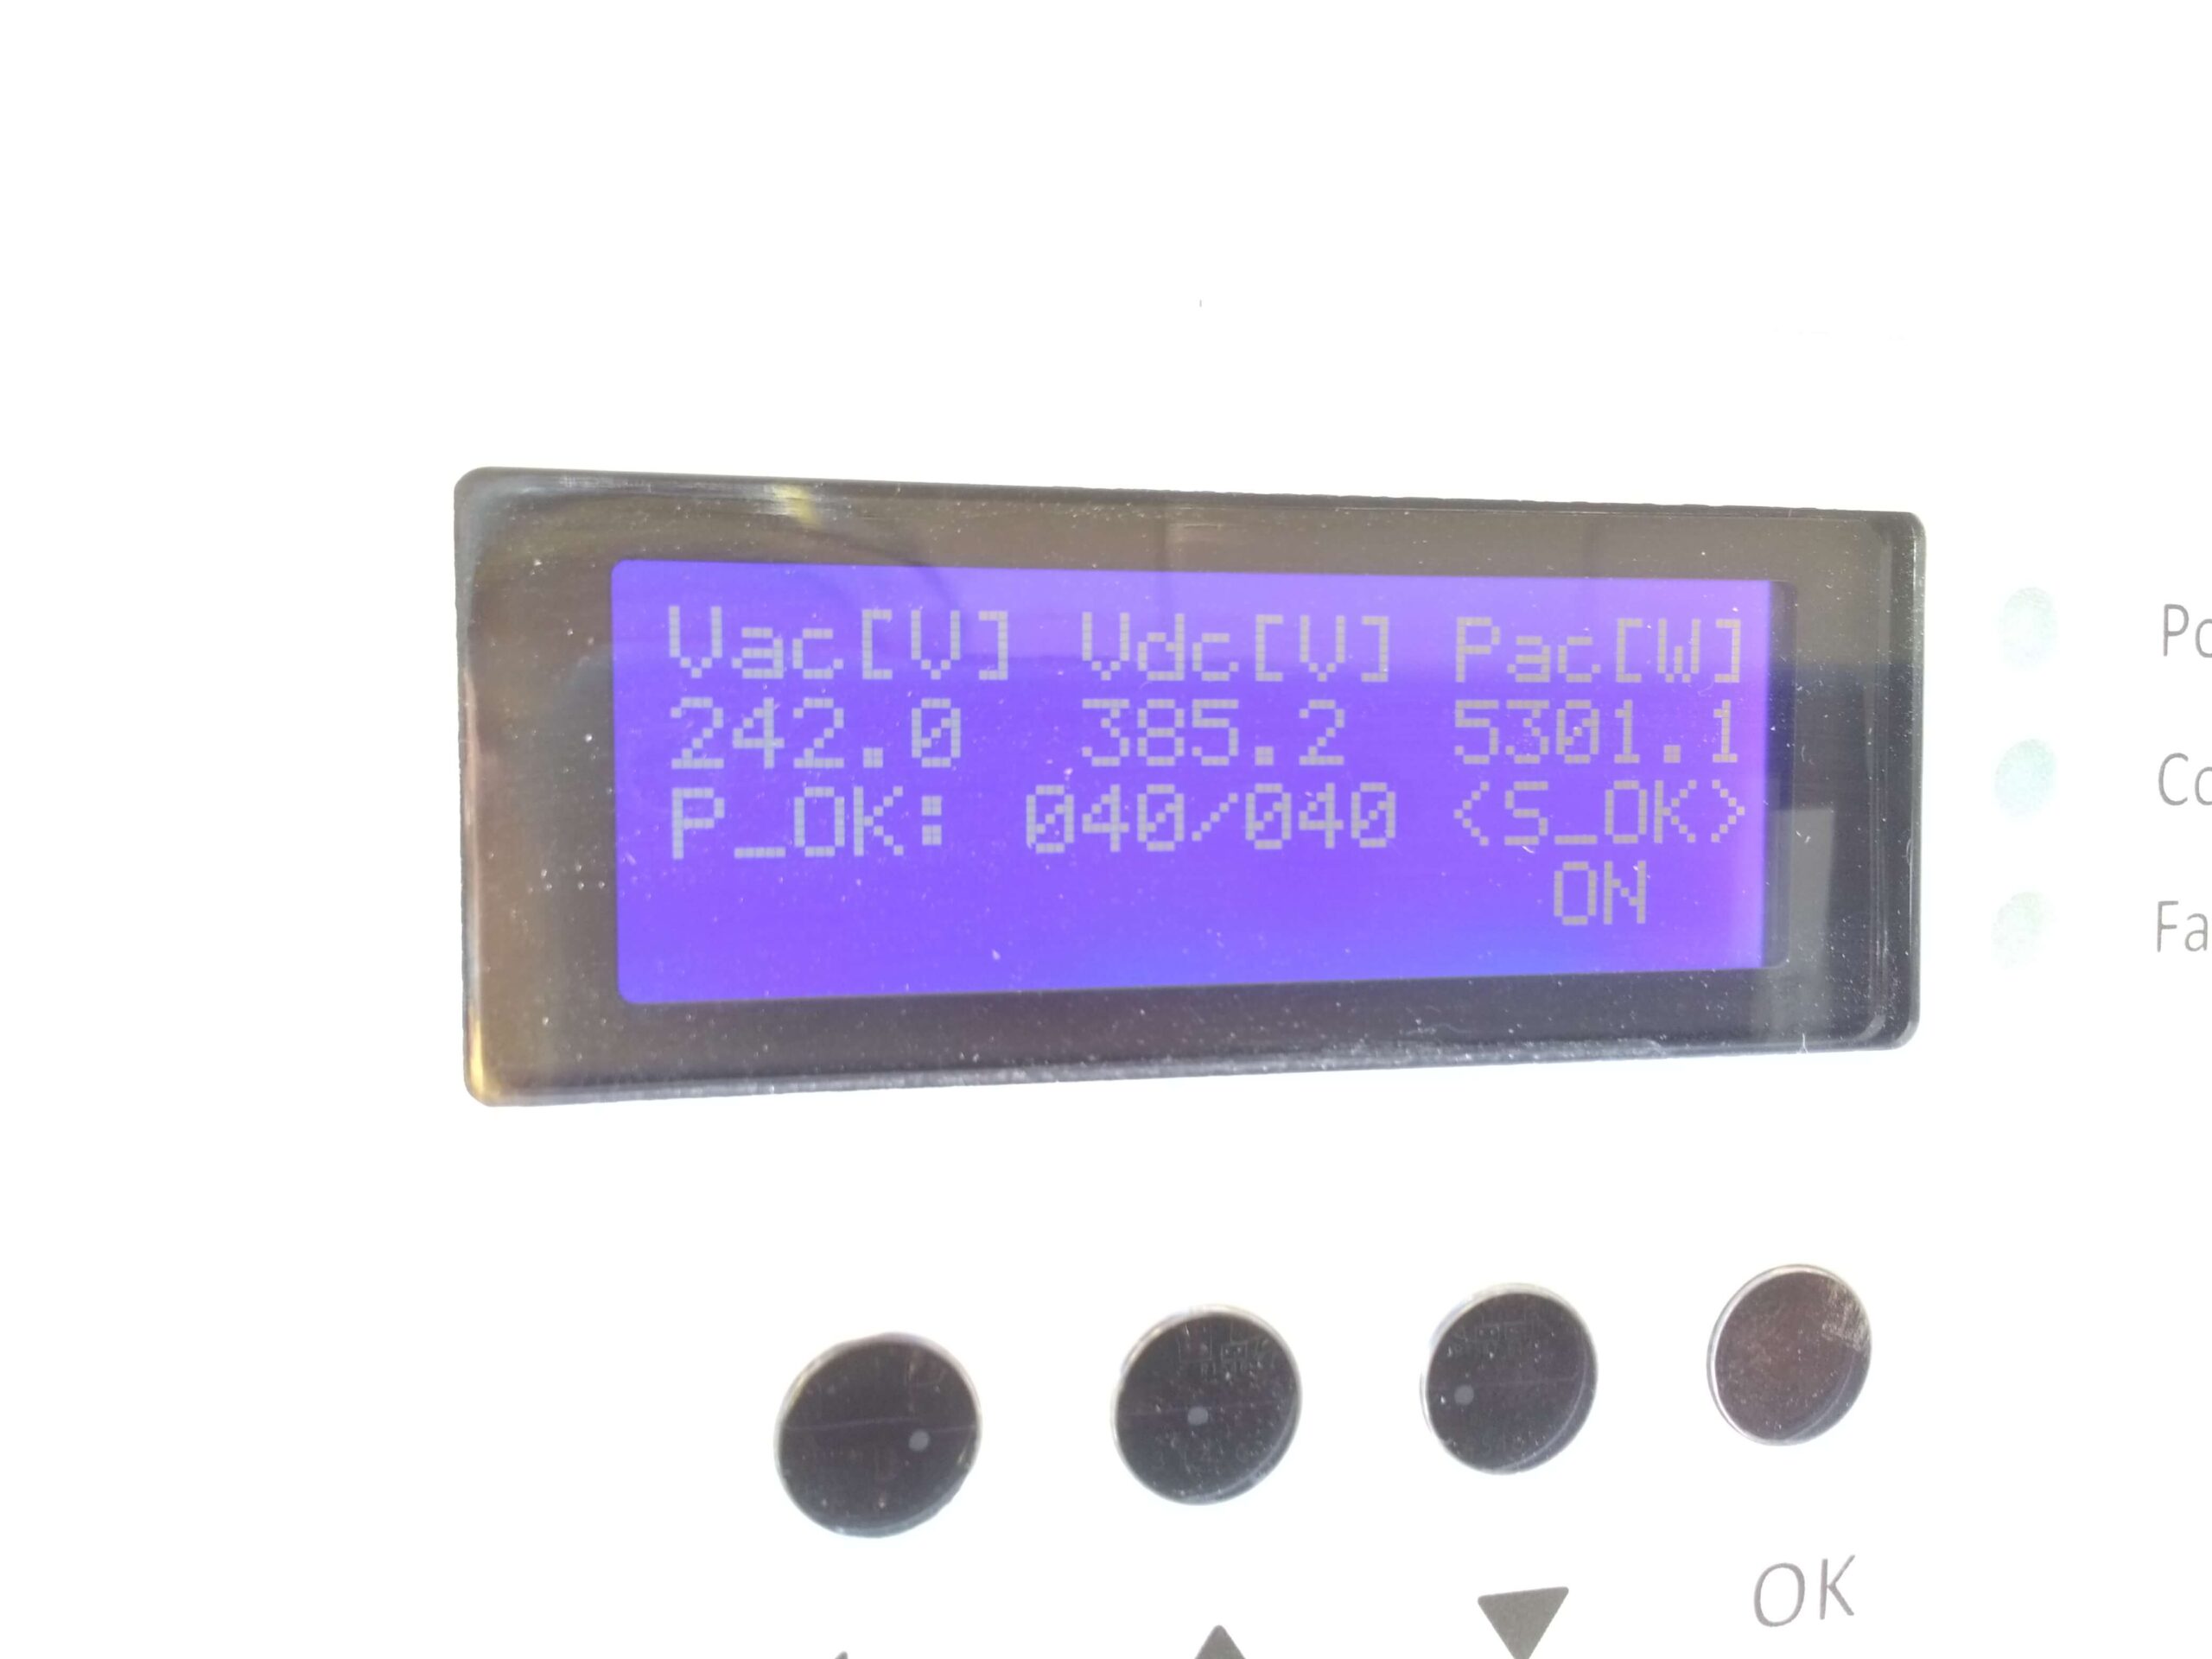 Vac[V] Vdc[V] Pac[W]
242.0 385.2 5301.1
P_OK: 040/040 <S_OK>
ON
OK